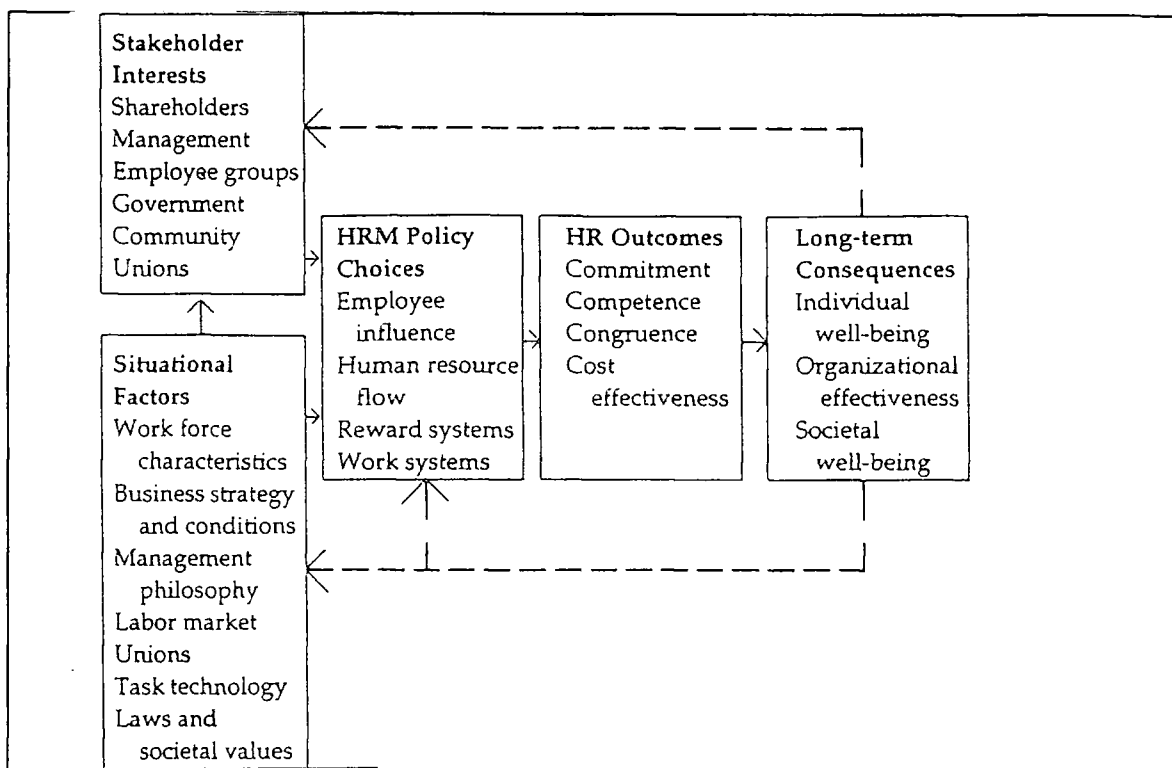 Stakeholder
Interests
Shareholders
Management
Employee groups
Government
Community
Unions
Situational
Factors
Work force
characteristics
Business strategy
and conditions
Management
philosophy
Labor market
Unions
Task technology
Laws and
societal values
HRM Policy
Choices
Employee
influence
Human resource
flow
Reward systems
Work systems
HR Outcomes
Commitment
Competence
Congruence
Cost
effectiveness
Long-term
Consequences
Individual
well-being
Organizational
effectiveness
Societal
well-being